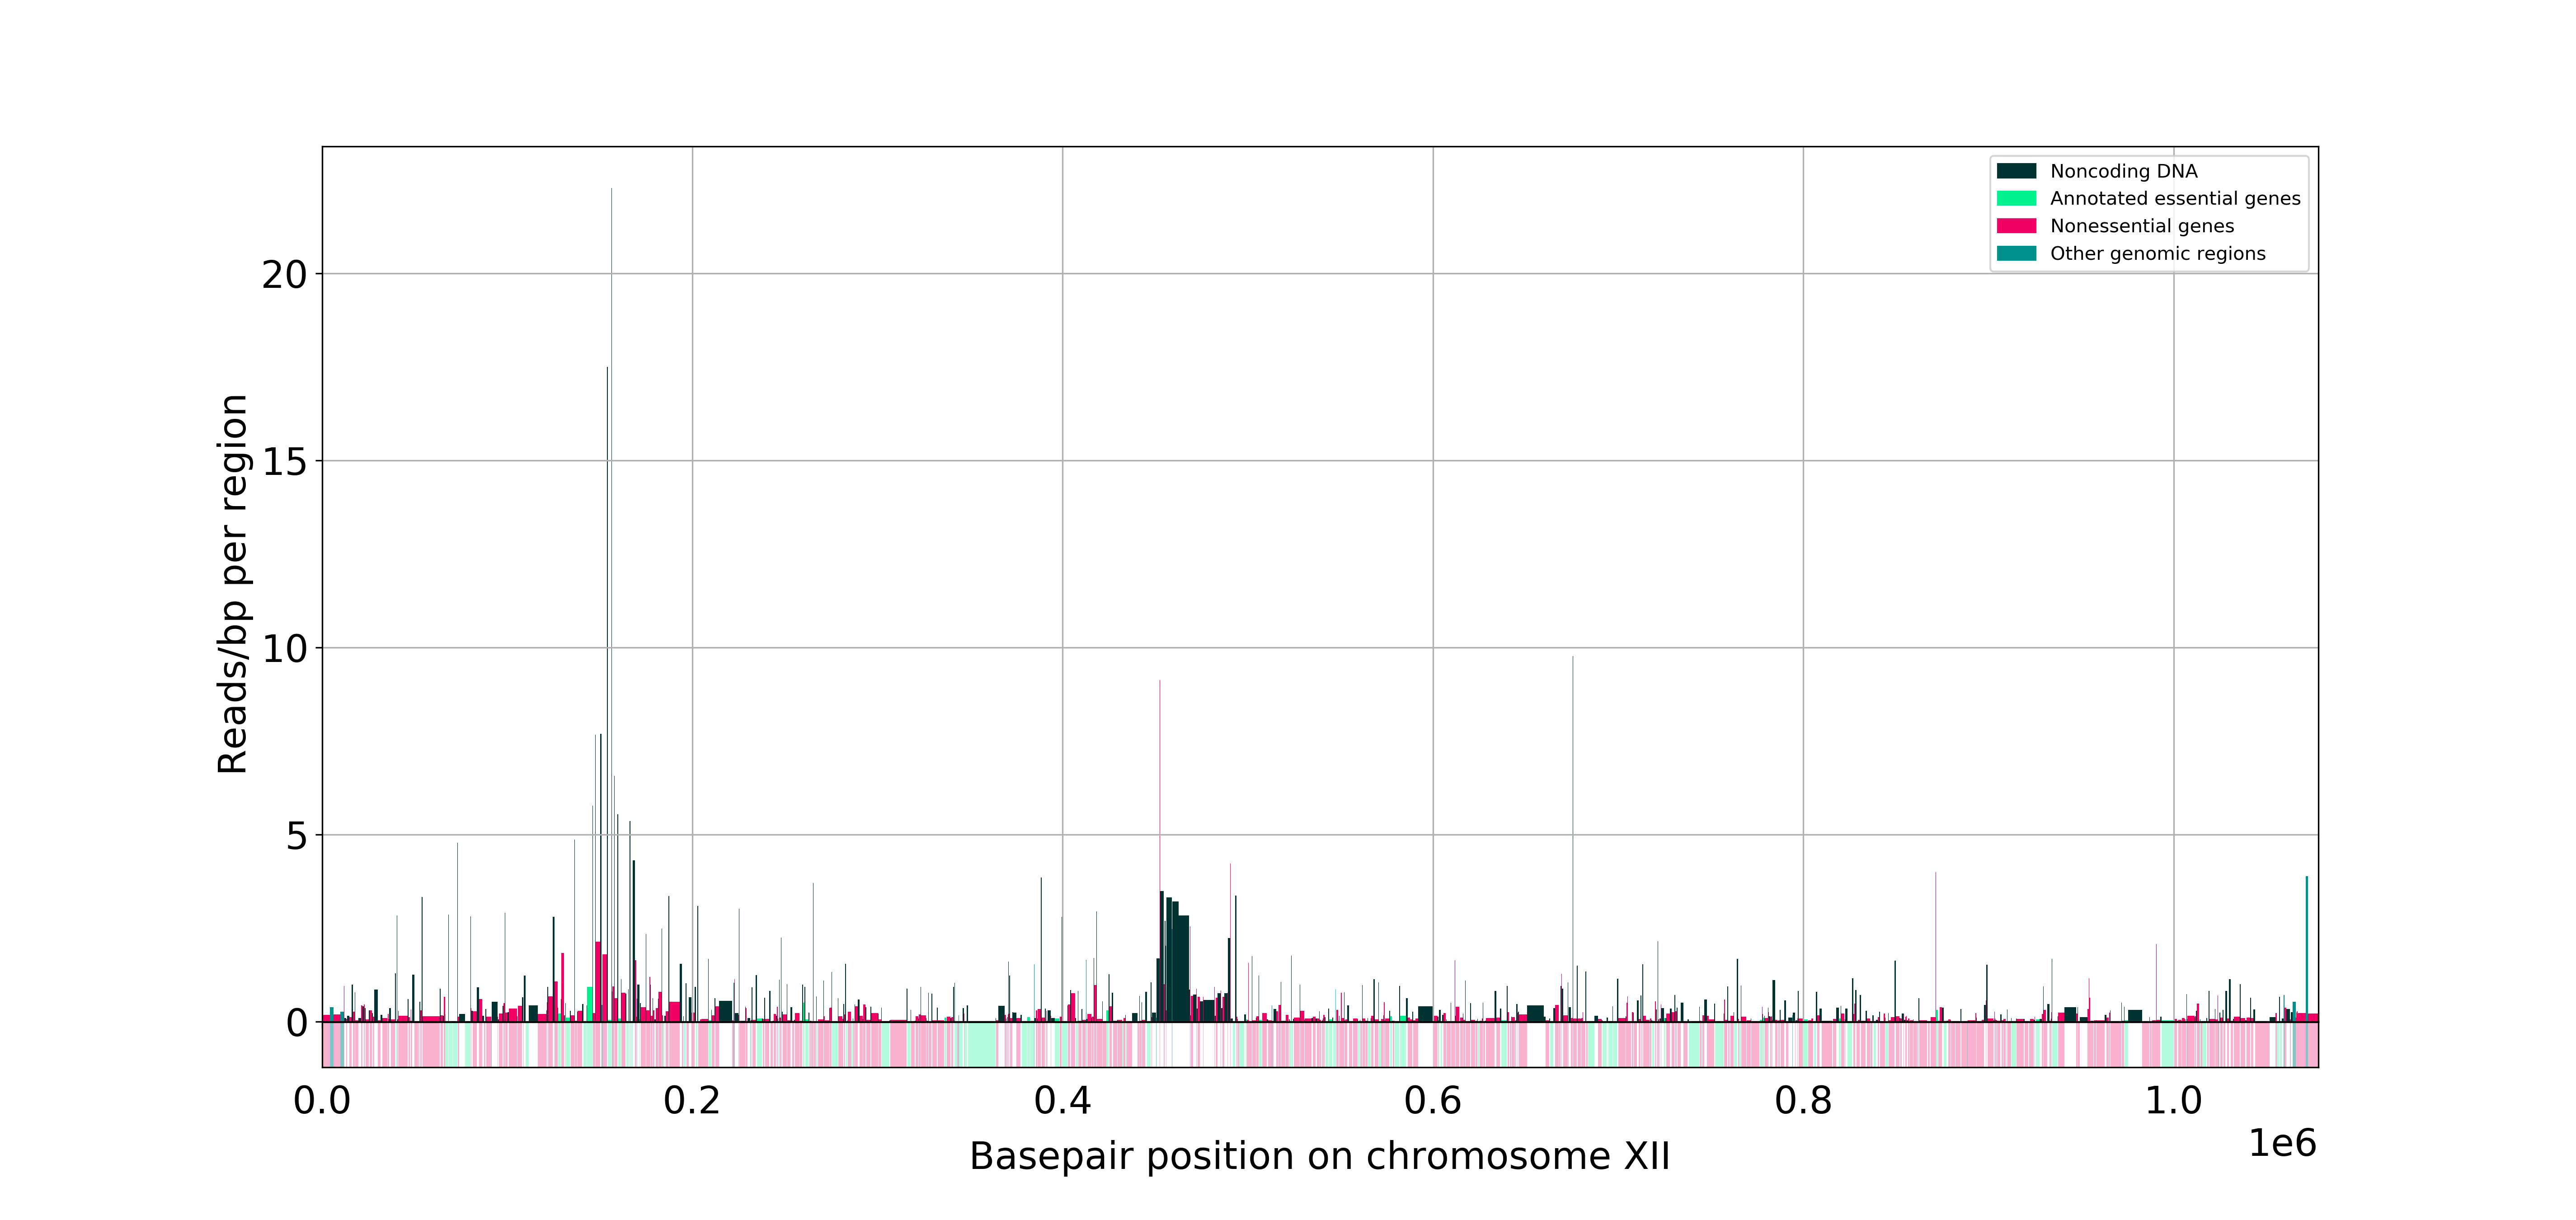 Noncoding DNA
Annotated essential genes
Nonessential genes
Other genomic regions
20
15
10
5
0
Reads/bp per region
0.0
0.2
0.4
0.6
0.8
1.0
1e6
Basepair position on chromosome XII